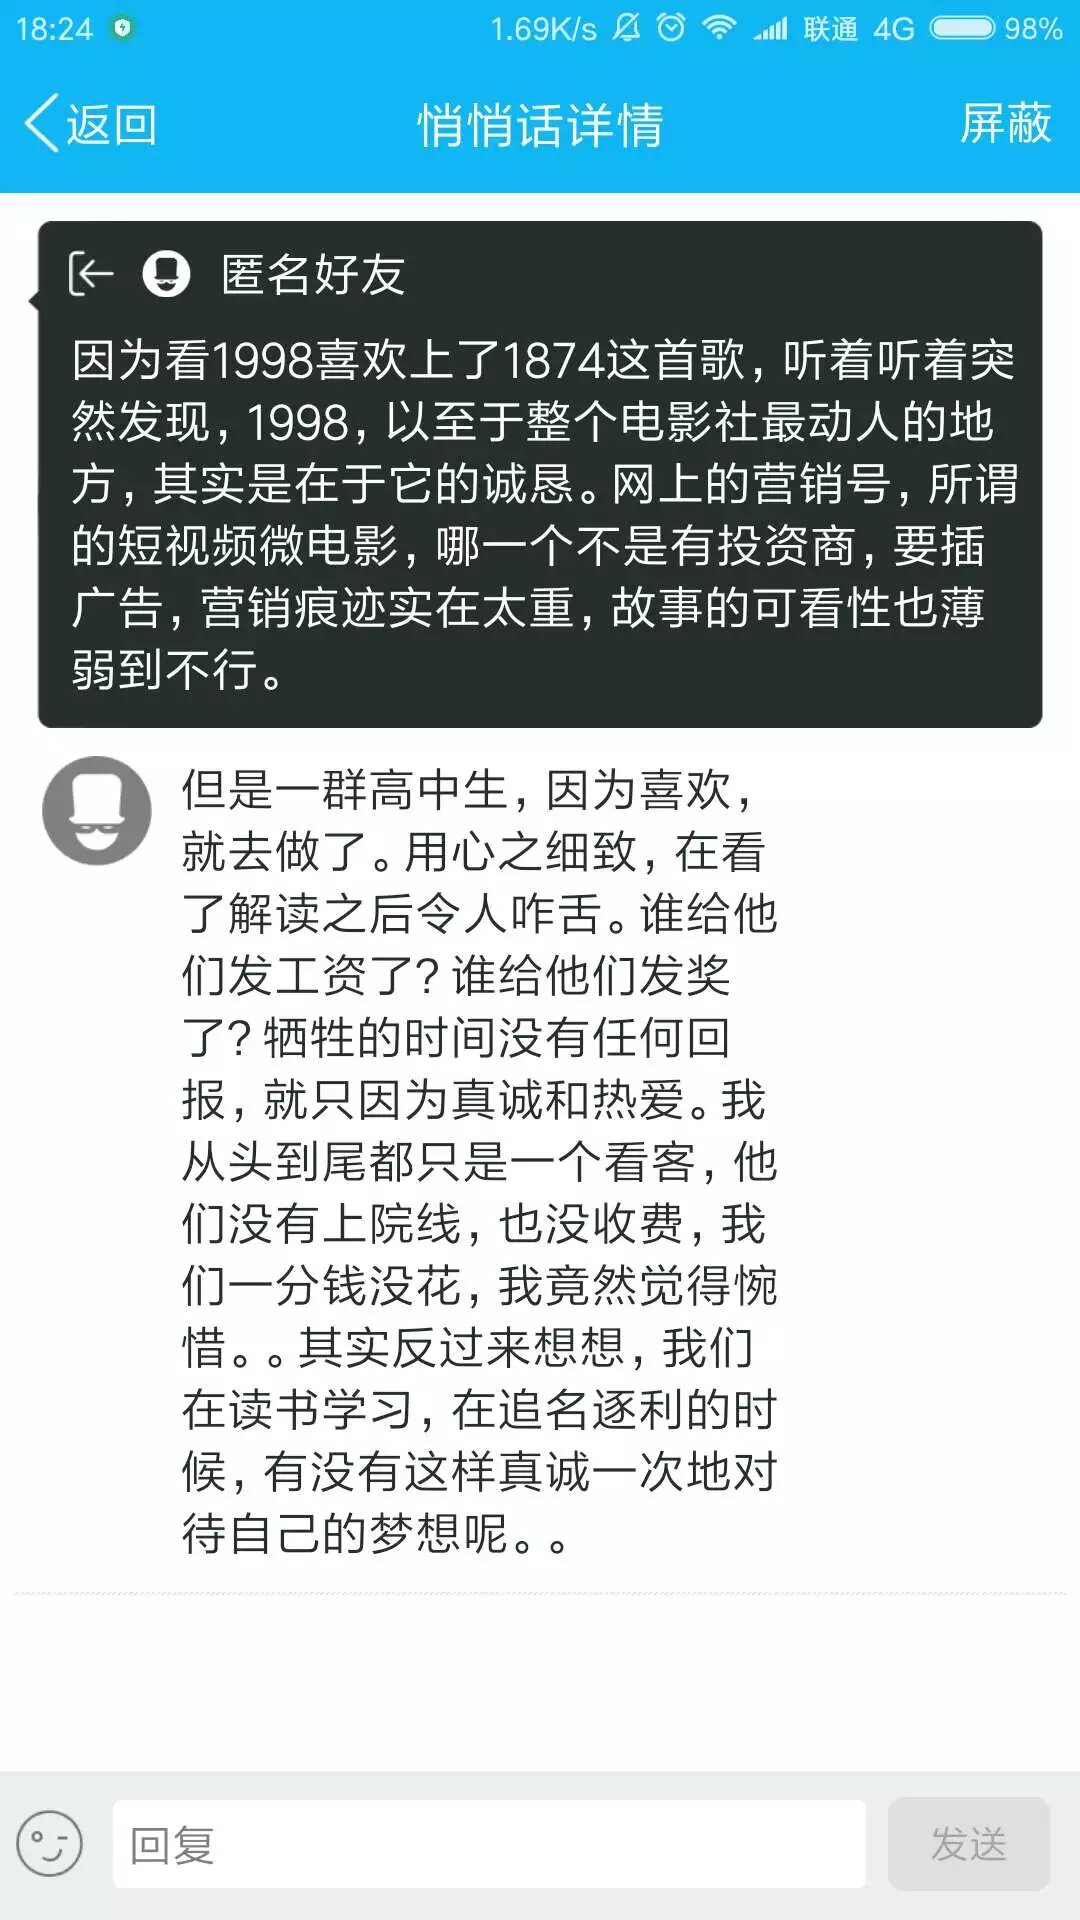 18:24 1.69K/s 联通 4G 98%
返回 悄悄话详情 屏蔽
匿名好友
因为看1998喜欢上了1874这首歌，听着听着突
然发现，1998，以至于整个电影社最动人的地
方，其实是在于它的诚恳。网上的营销号，所谓
的短视频微电影，哪一个不是有投资商，要插
广告，营销痕迹实在太重，故事的可看性也薄
弱到不行。
但是一群高中生，因为喜欢，
就去做了。用心之细致，在看
了解读之后令人咋舌。谁给他
们发工资了？谁给他们发奖
了？牺牲的时间没有任何回
报，就只因为真诚和热爱。我
从头到尾都只是一个看客，他
们没有上院线，也没收费，我
们一分钱没花，我竟然觉得惋
惜。。其实反过来想想，我们
在读书学习，在追名逐利的时
候，有没有这样真诚一次地对
待自己的梦想呢。。
回复 发送